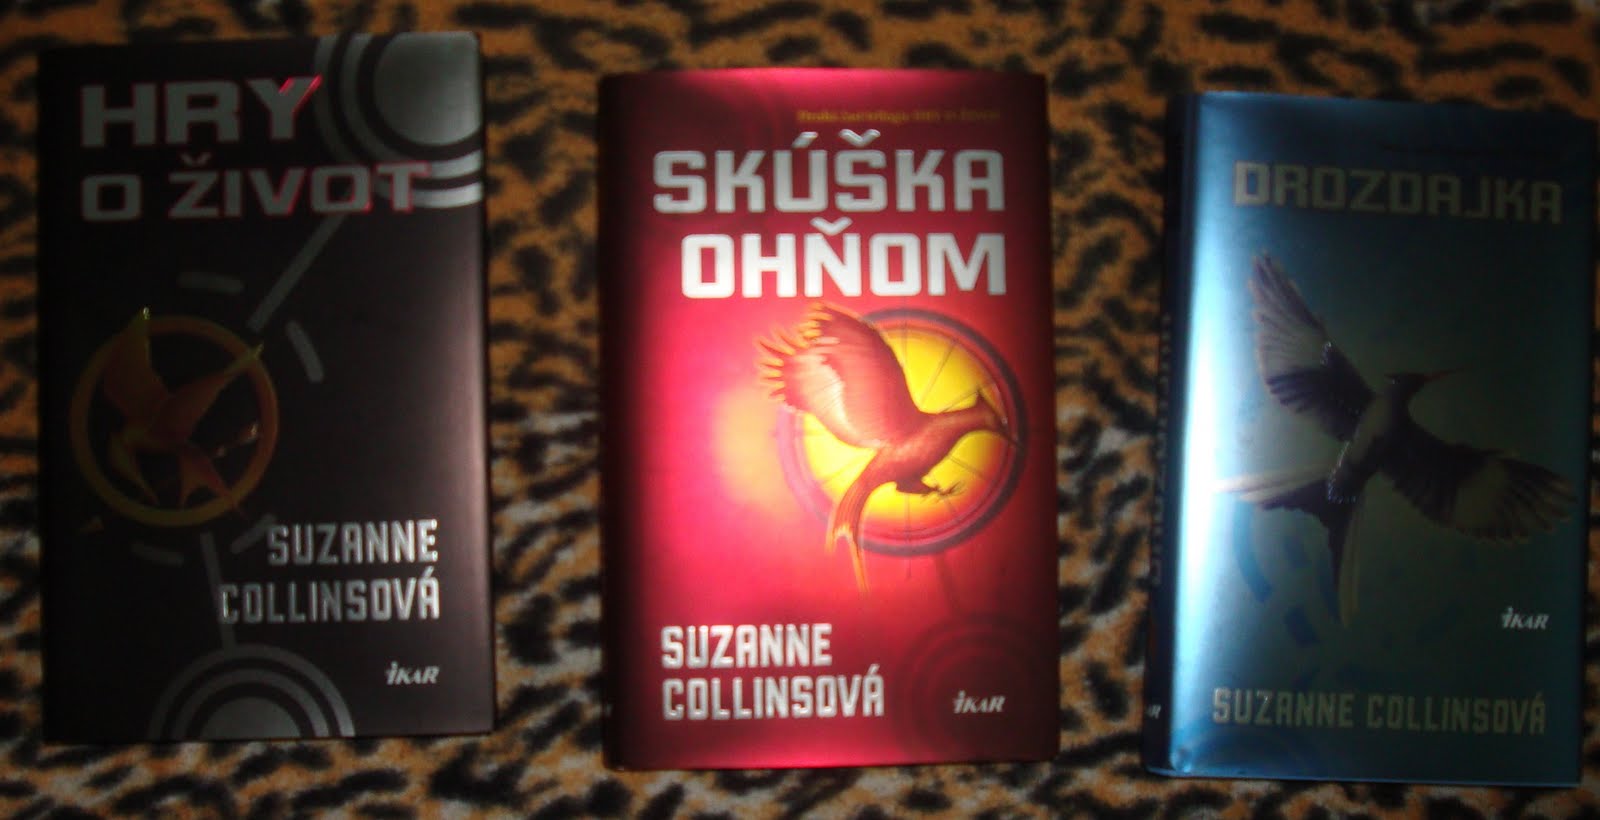 HRY
O ŽIVOT
SUZANNE
COLLINSOVÁ
iKAR
SKÚŠKA
OHŇOM
SUZANNE
COLLINSOVÁ
iKAR
DROZDAJKA
iKAR
SUZANNE COLLINSOVÁ